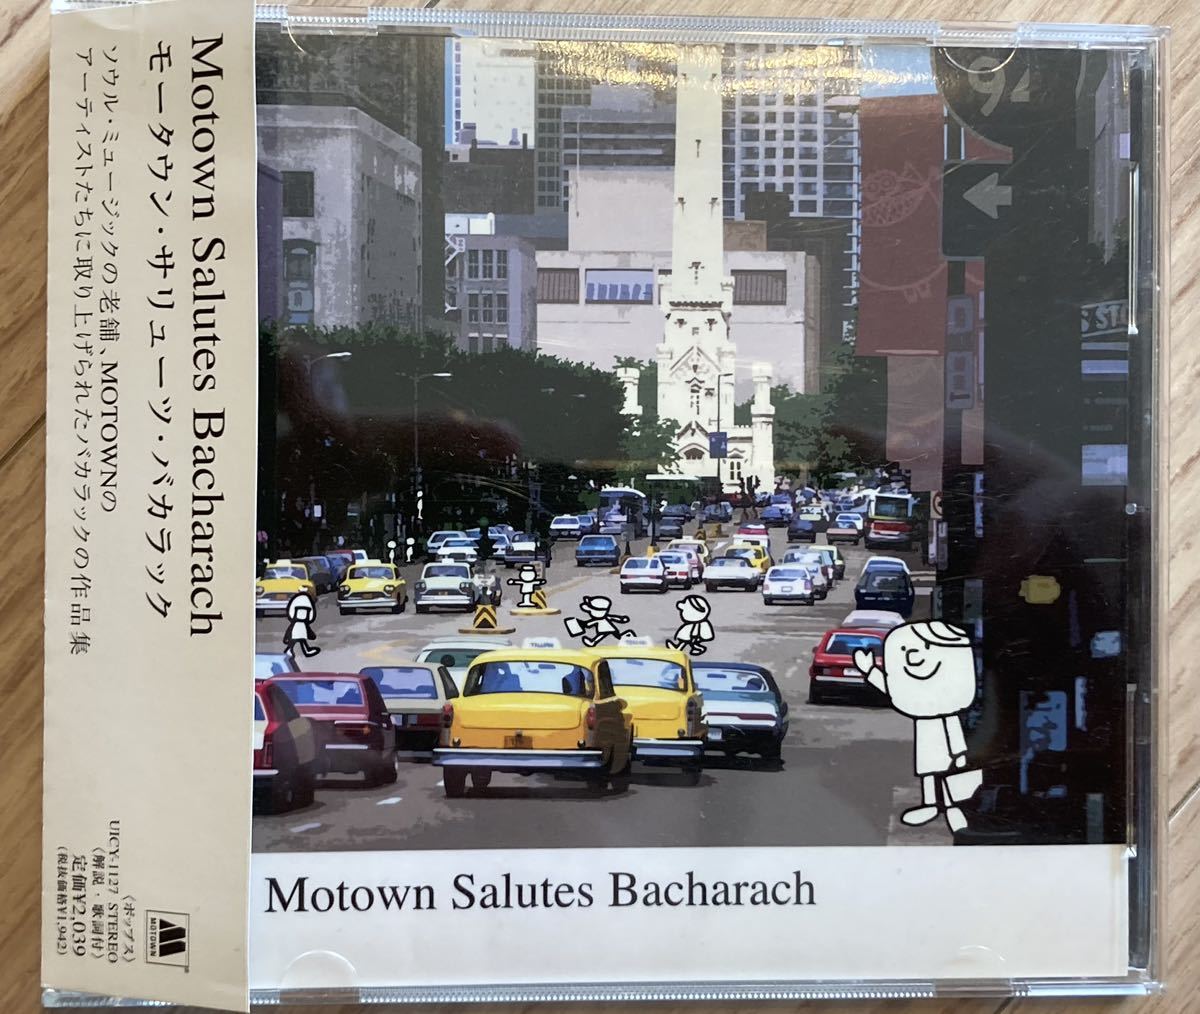 Motown Salutes Bacharach
モータウン・サリューツ・バカラック
ソウル・ミュージックの老舗、MOTOWNの
アーティストたちに取り上げられたバカラックの作品集
〈ポップス〉
UICY-1127 STEREO
〈解説・歌詞付〉
定価¥2,039
(税抜価格¥1,942)
MOTOWN
Motown Salutes Bacharach